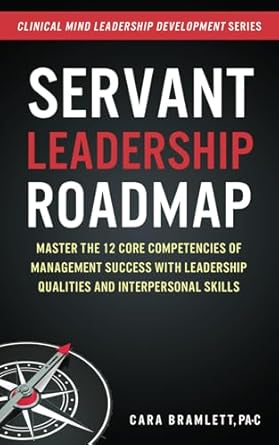 CLINICAL MIND LEADERSHIP DEVELOPMENT SERIES
SERVANT
LEADERSHIP
ROADMAP
MASTER THE 12 CORE COMPETENCIES OF
MANAGEMENT SUCCESS WITH LEADERSHIP
QUALITIES AND INTERPERSONAL SKILLS
CARA BRAMLETT, PA-C